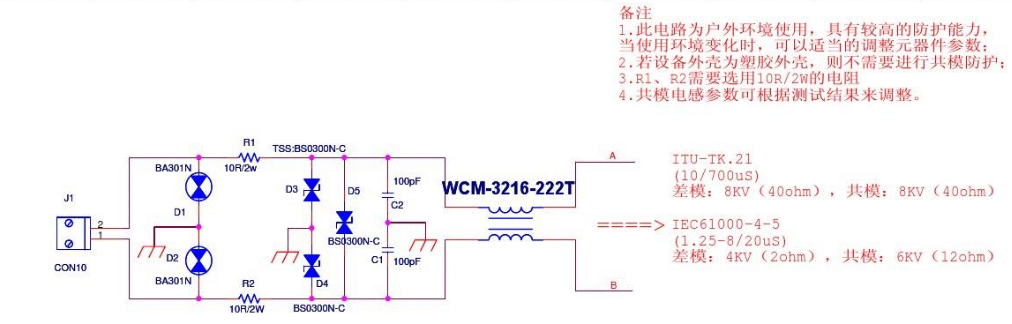 备注
1.此电路为户外环境使用，具有较高的防护能力，
当使用环境变化时，可以适当的调整元器件参数；
2.若设备外壳为塑胶外壳，则不需要进行共模防护；
3.R1、R2需要选用10R/2W的电阻
4.共模电感参数可根据测试结果来调整。
R1
TSS:BS0300N-C
BA301N
10R/2w
A
ITU-TK.21
(10/700uS)
差模：8KV（40ohm），共模：8KV（40ohm）
D3
D5
100pF
WCM-3216-222T
J1
D1
C2
2
1
====> IEC61000-4-5
(1.25-8/20uS)
差模：4KV（2ohm），共模：6KV（12ohm）
BS0300N-C
D2
C1
100pF
CON10
BA301N
R2
D4
B
10R/2W
BS0300N-C